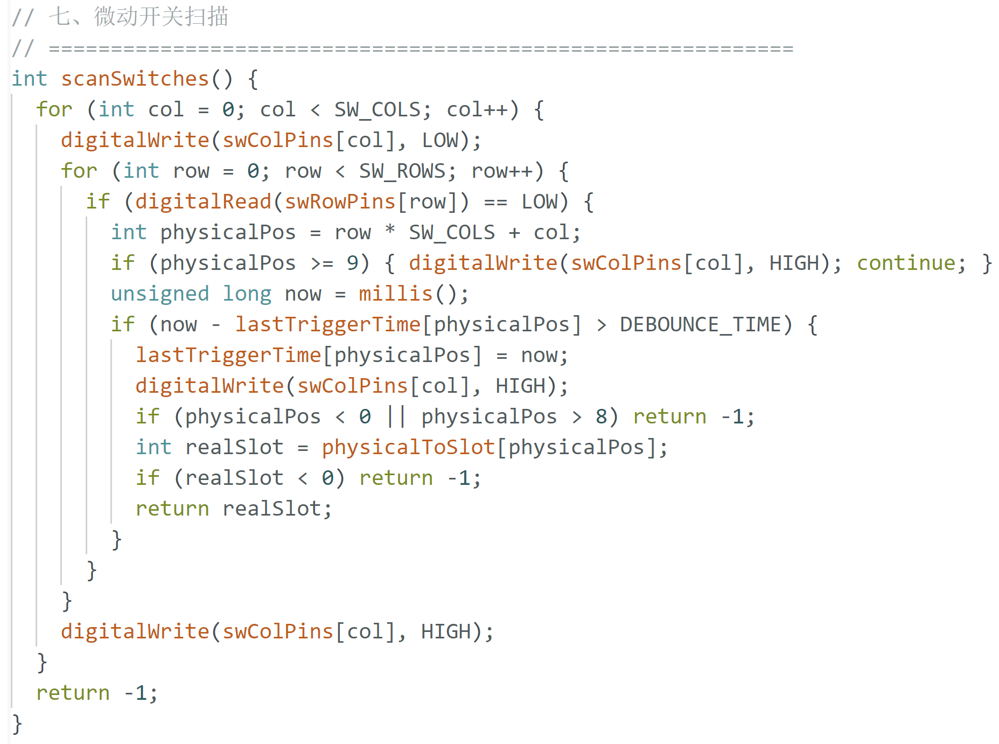 // 七、微动开关扫描
// ============================================================
int scanSwitches() {
  for (int col = 0; col < SW_COLS; col++) {
    digitalWrite(swColPins[col], LOW);
    for (int row = 0; row < SW_ROWS; row++) {
      if (digitalRead(swRowPins[row]) == LOW) {
        int physicalPos = row * SW_COLS + col;
        if (physicalPos >= 9) { digitalWrite(swColPins[col], HIGH); continue; }
        unsigned long now = millis();
        if (now - lastTriggerTime[physicalPos] > DEBOUNCE_TIME) {
          lastTriggerTime[physicalPos] = now;
          digitalWrite(swColPins[col], HIGH);
          if (physicalPos < 0 || physicalPos > 8) return -1;
          int realSlot = physicalToSlot[physicalPos];
          if (realSlot < 0) return -1;
          return realSlot;
        }
      }
    }
    digitalWrite(swColPins[col], HIGH);
  }
  return -1;
}